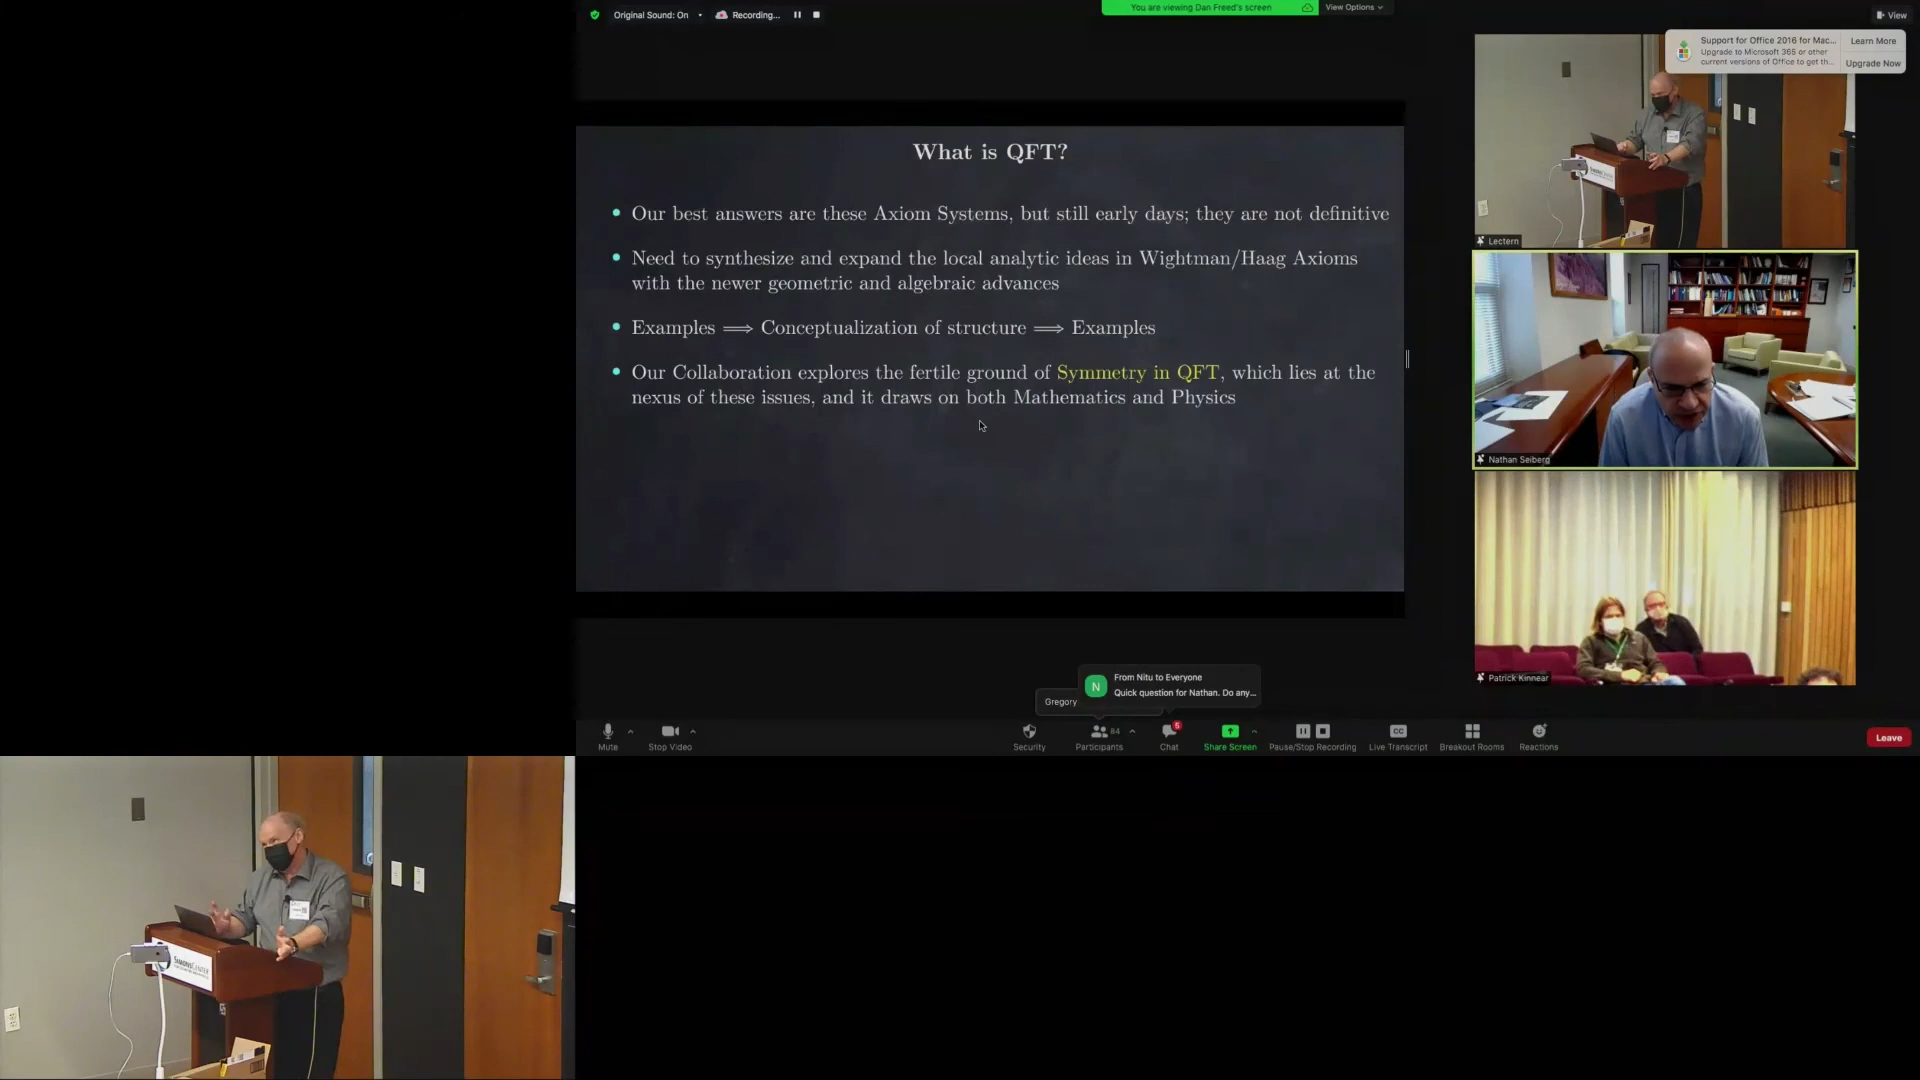 Original Sound: On
Recording...
You are viewing Dan Freed's screen
View Options
View
Support for Office 2016 for Mac...
Upgrade to Microsoft 365 or other
current versions of Office to get th...
Learn More
Upgrade Now
What is QFT?
• Our best answers are these Axiom Systems, but still early days; they are not definitive
• Need to synthesize and expand the local analytic ideas in Wightman/Haag Axioms
with the newer geometric and algebraic advances
• Examples ⟹ Conceptualization of structure ⟹ Examples
• Our Collaboration explores the fertile ground of Symmetry in QFT, which lies at the
nexus of these issues, and it draws on both Mathematics and Physics
Lectern
Nathan Seiberg
Patrick Kinnear
N
From Nitu to Everyone
Quick question for Nathan. Do any...
Gregory
Mute
Stop Video
Security
84
Participants
5
Chat
Share Screen
Pause/Stop Recording
CC
Live Transcript
Breakout Rooms
Reactions
Leave
SIMONS CENTER